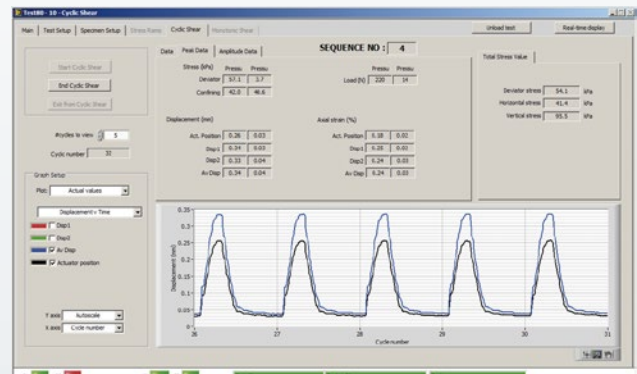 Test80 - 10 - Cyclic Shear
Main Test Setup Specimen Setup Stress Ramp Cyclic Shear Monotonic Shear
Unload test Real-time display
Start Cyclic Shear
End Cyclic Shear
Exit from Cyclic Shear
#cycles to view 5
Cyclic number 32
Graph Setup
Plot: Actual values
Displacement v Time
Disp1
Disp2
Av Disp
Actuator position
Y axis Autoscale
X axis Cycle number
Data Peak Data Amplitude Data
SEQUENCE NO : 4
Stress (kPa) Pressu Pressu
Deviator 57.1 3.7
Confining 42.0 46.6
Pressu Pressu
Load (N) 220 14
Displacement (mm)
Act. Position 0.26 0.03
Disp1 0.34 0.03
Disp2 0.33 0.04
Av Disp 0.34 0.04
Axial strain (%)
Act. Position 0.18 0.02
Disp1 0.25 0.02
Disp2 0.24 0.03
Av Disp 0.24 0.03
Total Stress Value
Deviator stress 54.1 kPa
Horizontal stress 41.4 kPa
Vertical stress 95.5 kPa
Displacement (mm)
0.35
0.3
0.25
0.2
0.15
0.1
0.05
0
26 27 28 29 30 31
Cycle number